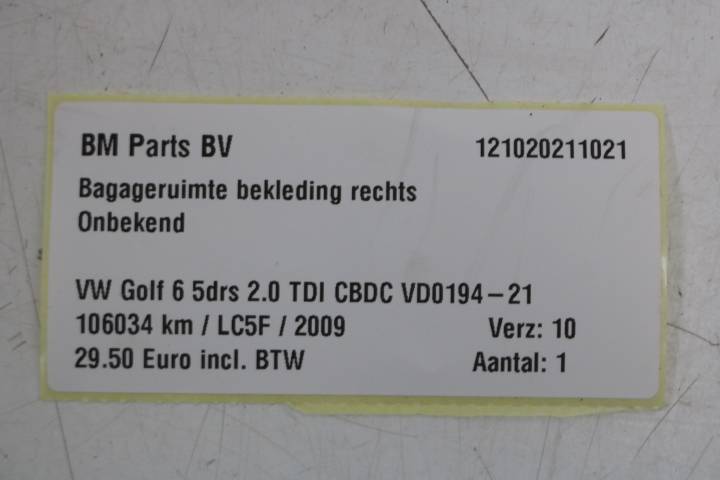 BM Parts BV 121020211021
Bagageruimte bekleding rechts
Onbekend
VW Golf 6 5drs 2.0 TDI CBDC VD0194-21
106034 km / LC5F / 2009 Verz: 10
29.50 Euro incl. BTW Aantal: 1